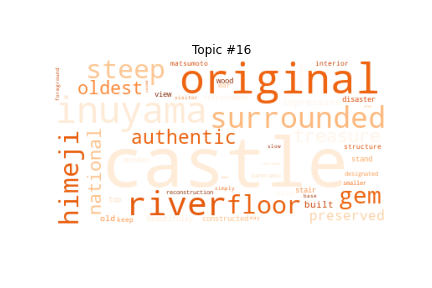 Topic #16
matsumoto interior
steep original
oldest! wood
view visitor disaster
foreground
inuyama surrounded
authentic treasure
structure
castle
slow stand
himeji national
designated
reconstruction simply stair smaller
top river floor base built gem
old keep constructed preserved